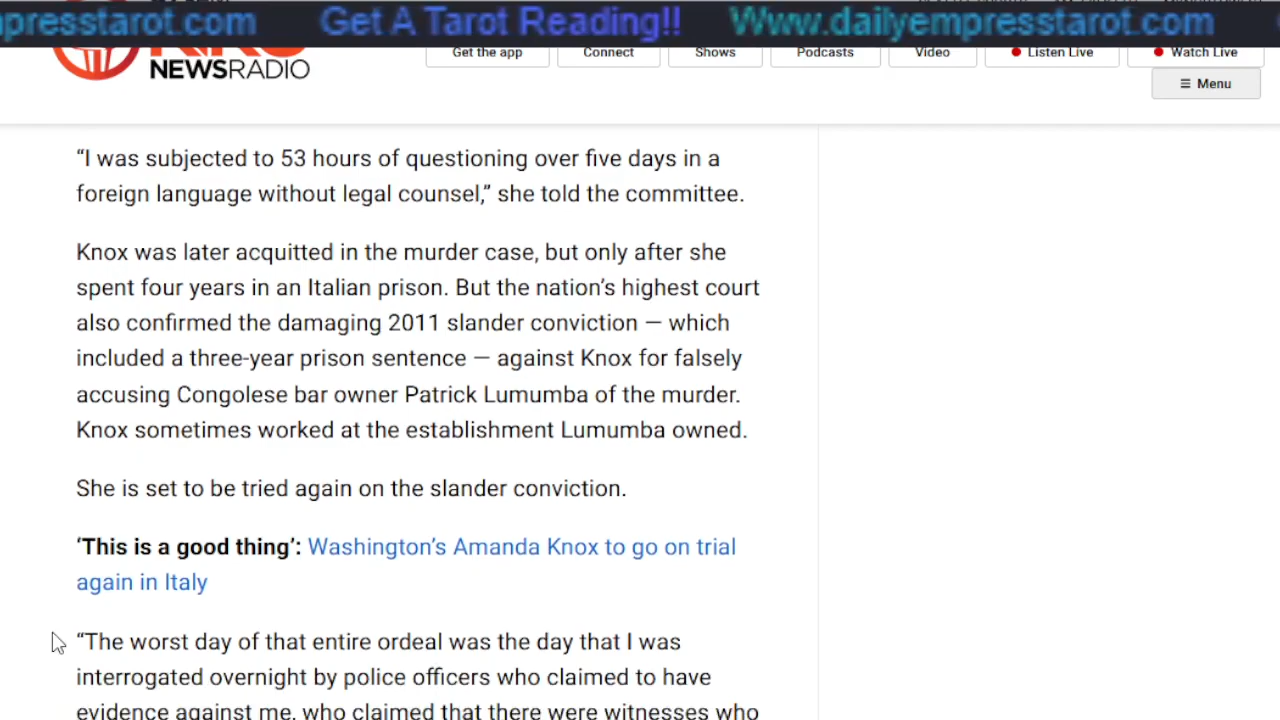 presstarot.com Get A Tarot Reading!! Www.dailyempresstarot.com
NEWSRADIO
Get the app Connect Shows Podcasts Video Listen Live Watch Live
≡ Menu
“I was subjected to 53 hours of questioning over five days in a
foreign language without legal counsel,” she told the committee.
Knox was later acquitted in the murder case, but only after she
spent four years in an Italian prison. But the nation’s highest court
also confirmed the damaging 2011 slander conviction — which
included a three-year prison sentence — against Knox for falsely
accusing Congolese bar owner Patrick Lumumba of the murder.
Knox sometimes worked at the establishment Lumumba owned.
She is set to be tried again on the slander conviction.
‘This is a good thing’: Washington’s Amanda Knox to go on trial
again in Italy
“The worst day of that entire ordeal was the day that I was
interrogated overnight by police officers who claimed to have
evidence against me, who claimed that there were witnesses who